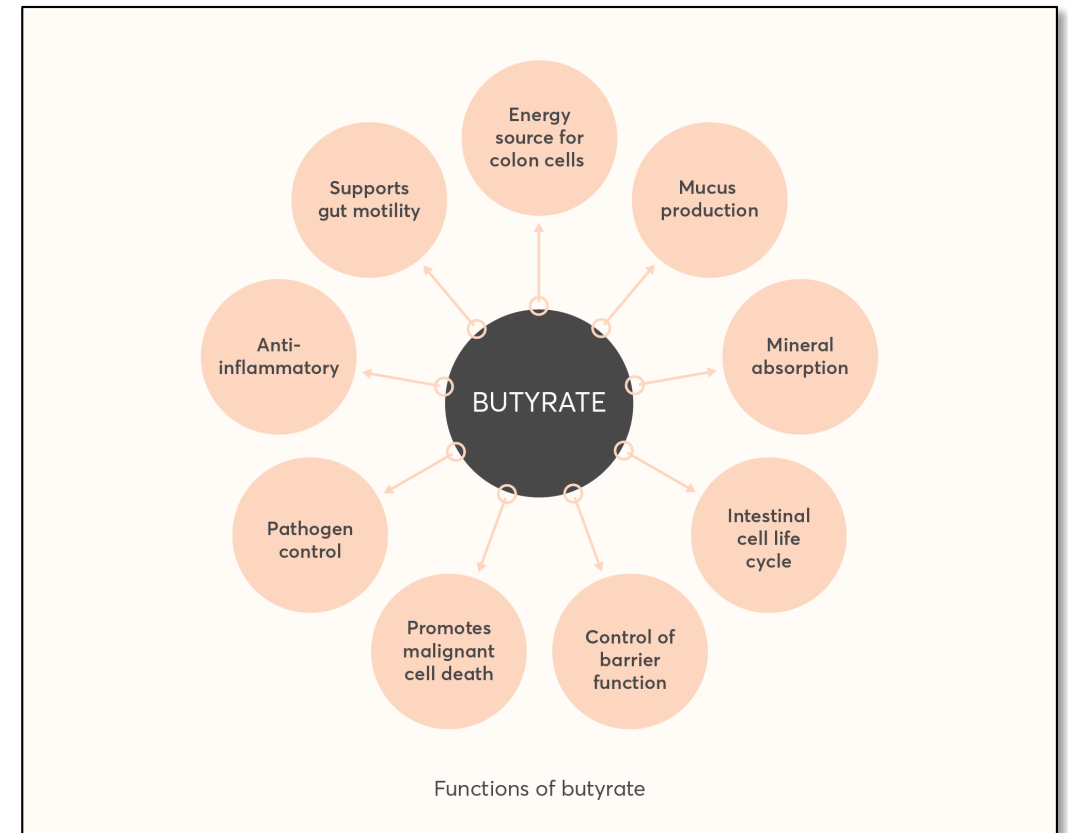 Energy
source for
colon cells
Mucus
production
Mineral
absorption
Intestinal
cell life
cycle
Control of
barrier
function
Promotes
malignant
cell death
Pathogen
control
Anti-
inflammatory
Supports
gut motility
BUTYRATE
Functions of butyrate